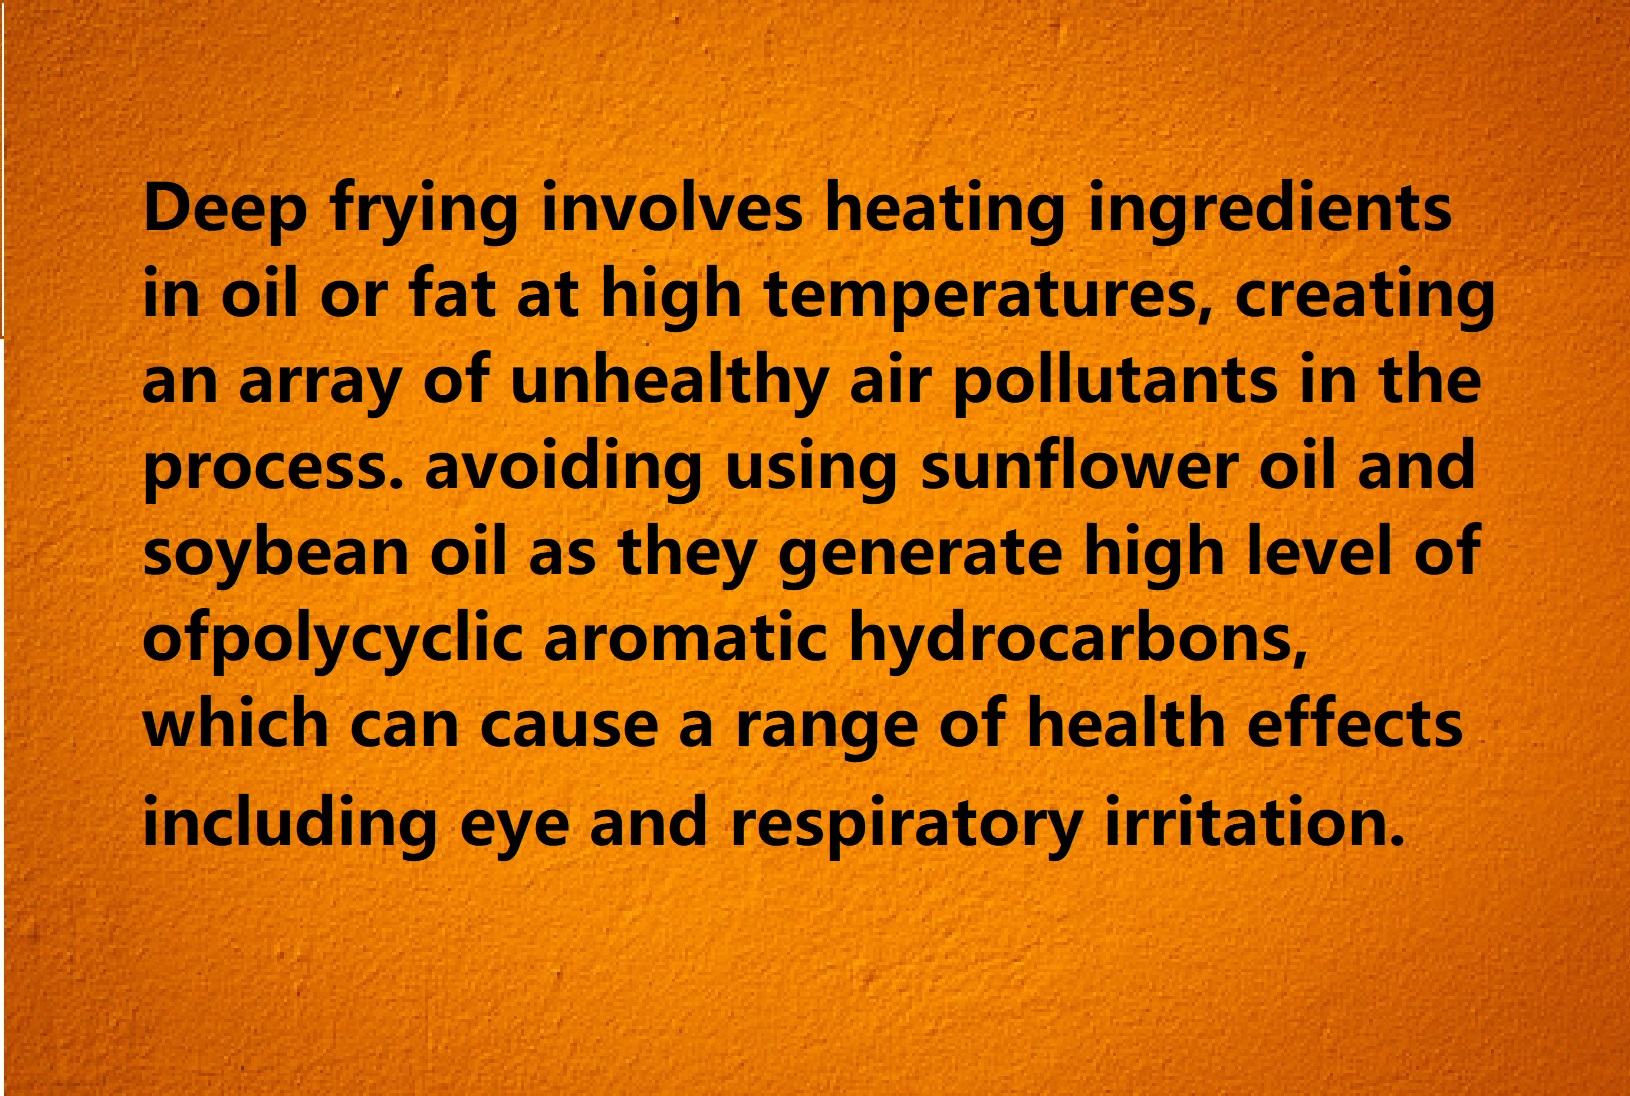 Deep frying involves heating ingredients
in oil or fat at high temperatures, creating
an array of unhealthy air pollutants in the
process. avoiding using sunflower oil and
soybean oil as they generate high level of
ofpolycyclic aromatic hydrocarbons,
which can cause a range of health effects
including eye and respiratory irritation.